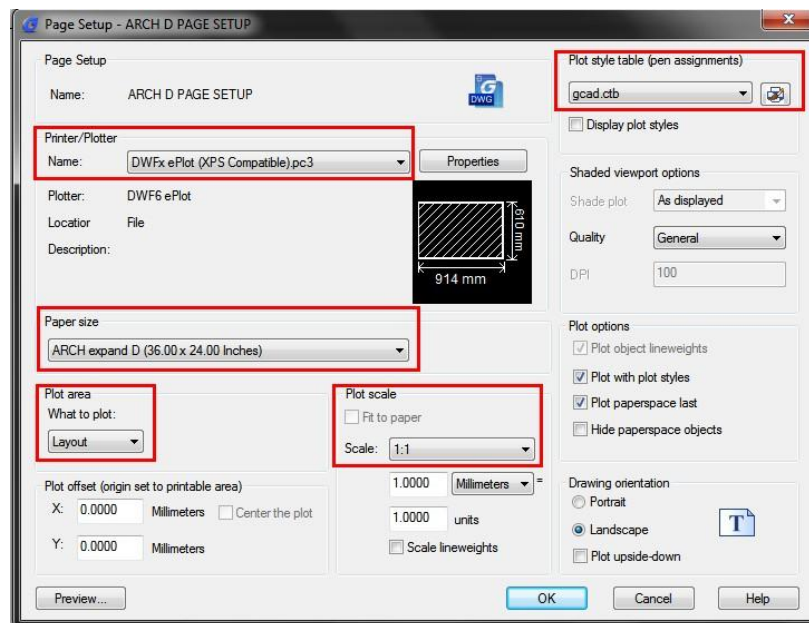 Page Setup - ARCH D PAGE SETUP
Page Setup
Name: ARCH D PAGE SETUP
DWG
Printer/Plotter
Name: DWFx ePlot (XPS Compatible).pc3 Properties
Plotter: DWF6 ePlot
Locatior File
Description:
610 mm
914 mm
Paper size
ARCH expand D (36.00 x 24.00 Inches)
Plot area
What to plot:
Layout
Plot scale
Fit to paper
Scale: 1:1
1.0000 Millimeters =
1.0000 units
Scale lineweights
Plot offset (origin set to printable area)
X: 0.0000 Millimeters Center the plot
Y: 0.0000 Millimeters
Plot style table (pen assignments)
gcad.ctb
Display plot styles
Shaded viewport options
Shade plot As displayed
Quality General
DPI 100
Plot options
Plot object lineweights
Plot with plot styles
Plot paperspace last
Hide paperspace objects
Drawing orientation
Portrait
Landscape
Plot upside-down
T
Preview... OK Cancel Help